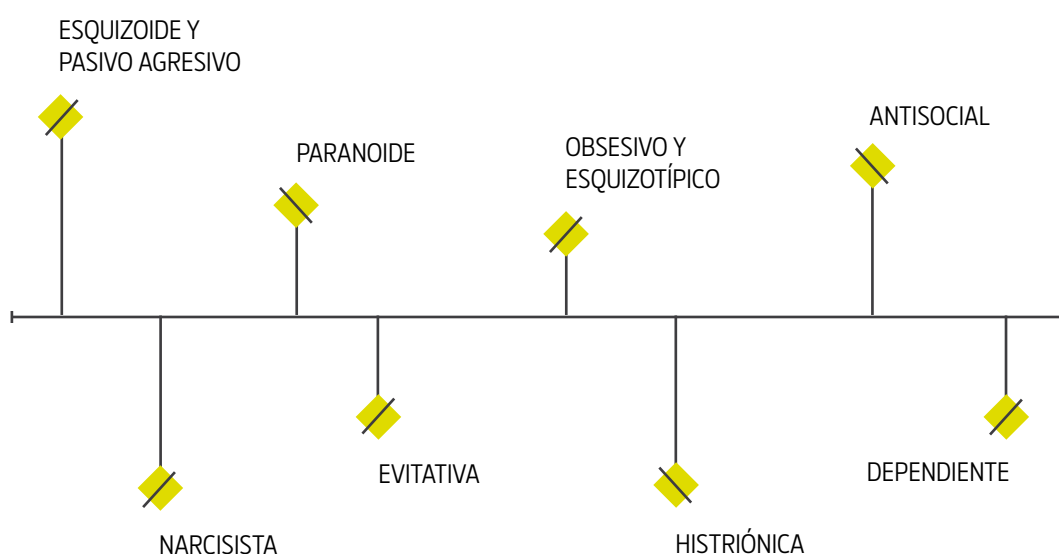 ESQUIZOIDE Y
PASIVO AGRESIVO
PARANOIDE
OBSESIVO Y
ESQUIZOTÍPICO
ANTISOCIAL
NARCISISTA
EVITATIVA
HISTRIÓNICA
DEPENDIENTE